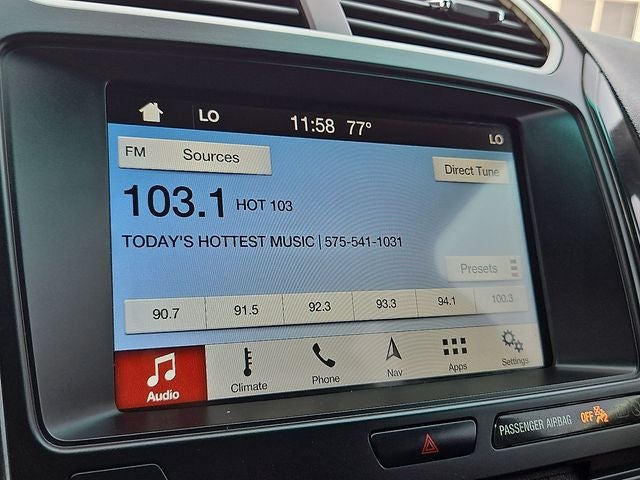 LO 11:58 77° LO
FM Sources
Direct Tune
103.1 HOT 103
TODAY'S HOTTEST MUSIC | 575-541-1031
Presets
90.7 91.5 92.3 93.3 94.1 100.3
Audio Climate Phone Nav Apps Settings
PASSENGER AIRBAG OFF